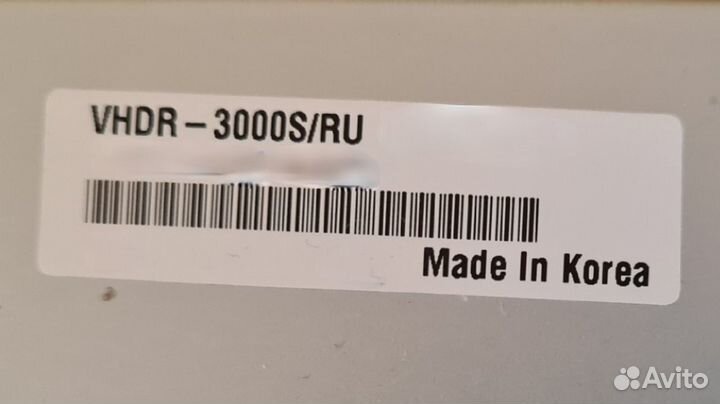 VHDR-3000S/RU
Made In Korea
Avito